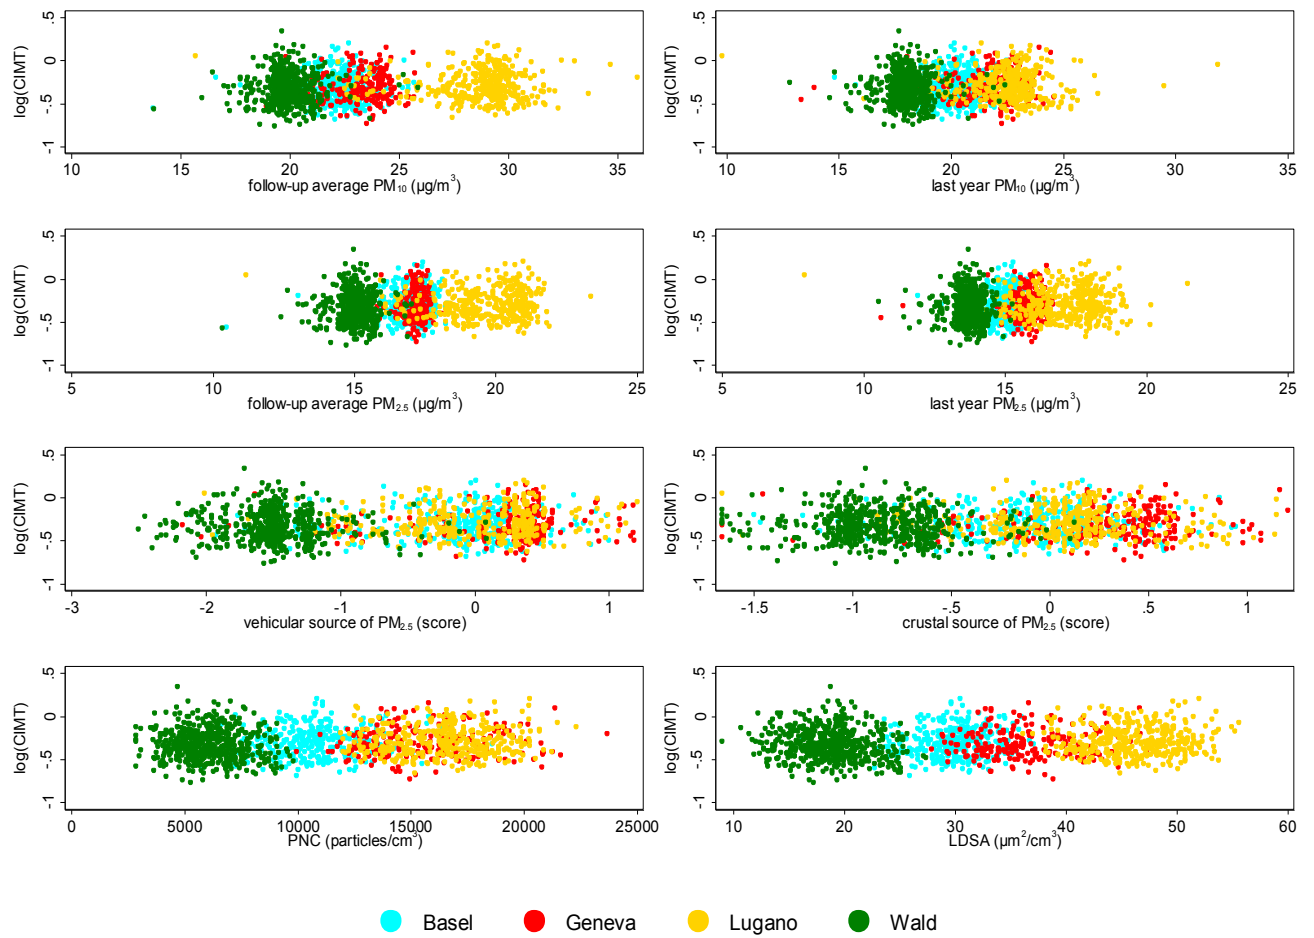 log(CIMT)
.5
0
-.5
-1
10 15 20 25 30 35
follow-up average PM₁₀ (µg/m³)
log(CIMT)
.5
0
-.5
-1
10 15 20 25 30 35
last year PM₁₀ (µg/m³)
log(CIMT)
.5
0
-.5
-1
5 10 15 20 25
follow-up average PM₂.₅ (µg/m³)
log(CIMT)
.5
0
-.5
-1
5 10 15 20 25
last year PM₂.₅ (µg/m³)
log(CIMT)
.5
0
-.5
-1
-3 -2 -1 0 1
vehicular source of PM₂.₅ (score)
log(CIMT)
.5
0
-.5
-1
-1.5 -1 -.5 0 .5 1
crustal source of PM₂.₅ (score)
log(CIMT)
.5
0
-.5
-1
0 5000 10000 15000 20000 25000
PNC (particles/cm³)
log(CIMT)
.5
0
-.5
-1
10 20 30 40 50 60
LDSA (µm²/cm³)
Basel Geneva Lugano Wald